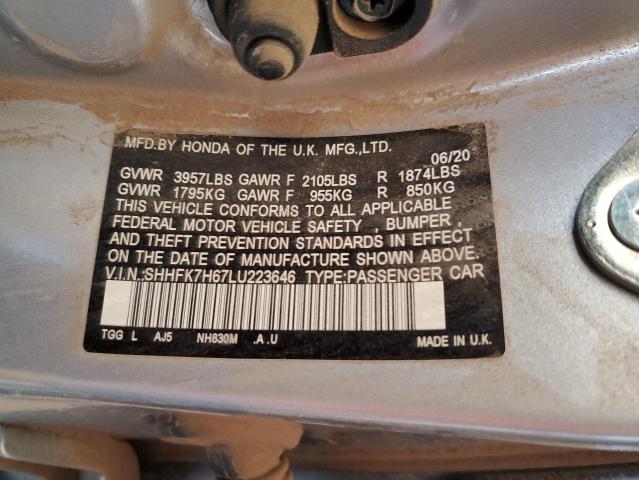 MFD.BY HONDA OF THE U.K. MFG.,LTD.
06/20
GVWR 3957LBS GAWR F 2105LBS R 1874LBS
GVWR 1795KG GAWR F 955KG R 850KG
THIS VEHICLE CONFORMS TO ALL APPLICABLE
FEDERAL MOTOR VEHICLE SAFETY , BUMPER ,
AND THEFT PREVENTION STANDARDS IN EFFECT
ON THE DATE OF MANUFACTURE SHOWN ABOVE.
V.I.N.:SHHFK7H67LU223646 TYPE:PASSENGER CAR
TGG L AJ5 NH830M .A .U MADE IN U.K.